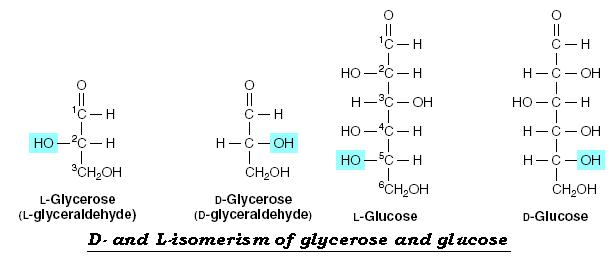 O
¹C—H
HO—²C—H
³CH₂OH
L-Glycerose
(L-glyceraldehyde)
O
C—H
H—C—OH
CH₂OH
D-Glycerose
(D-glyceraldehyde)
O
¹C—H
HO—²C—H
H—³C—OH
HO—⁴C—H
HO—⁵C—H
⁶CH₂OH
L-Glucose
O
C—H
H—C—OH
HO—C—H
H—C—OH
H—C—OH
CH₂OH
D-Glucose
D- and L-isomerism of glycerose and glucose